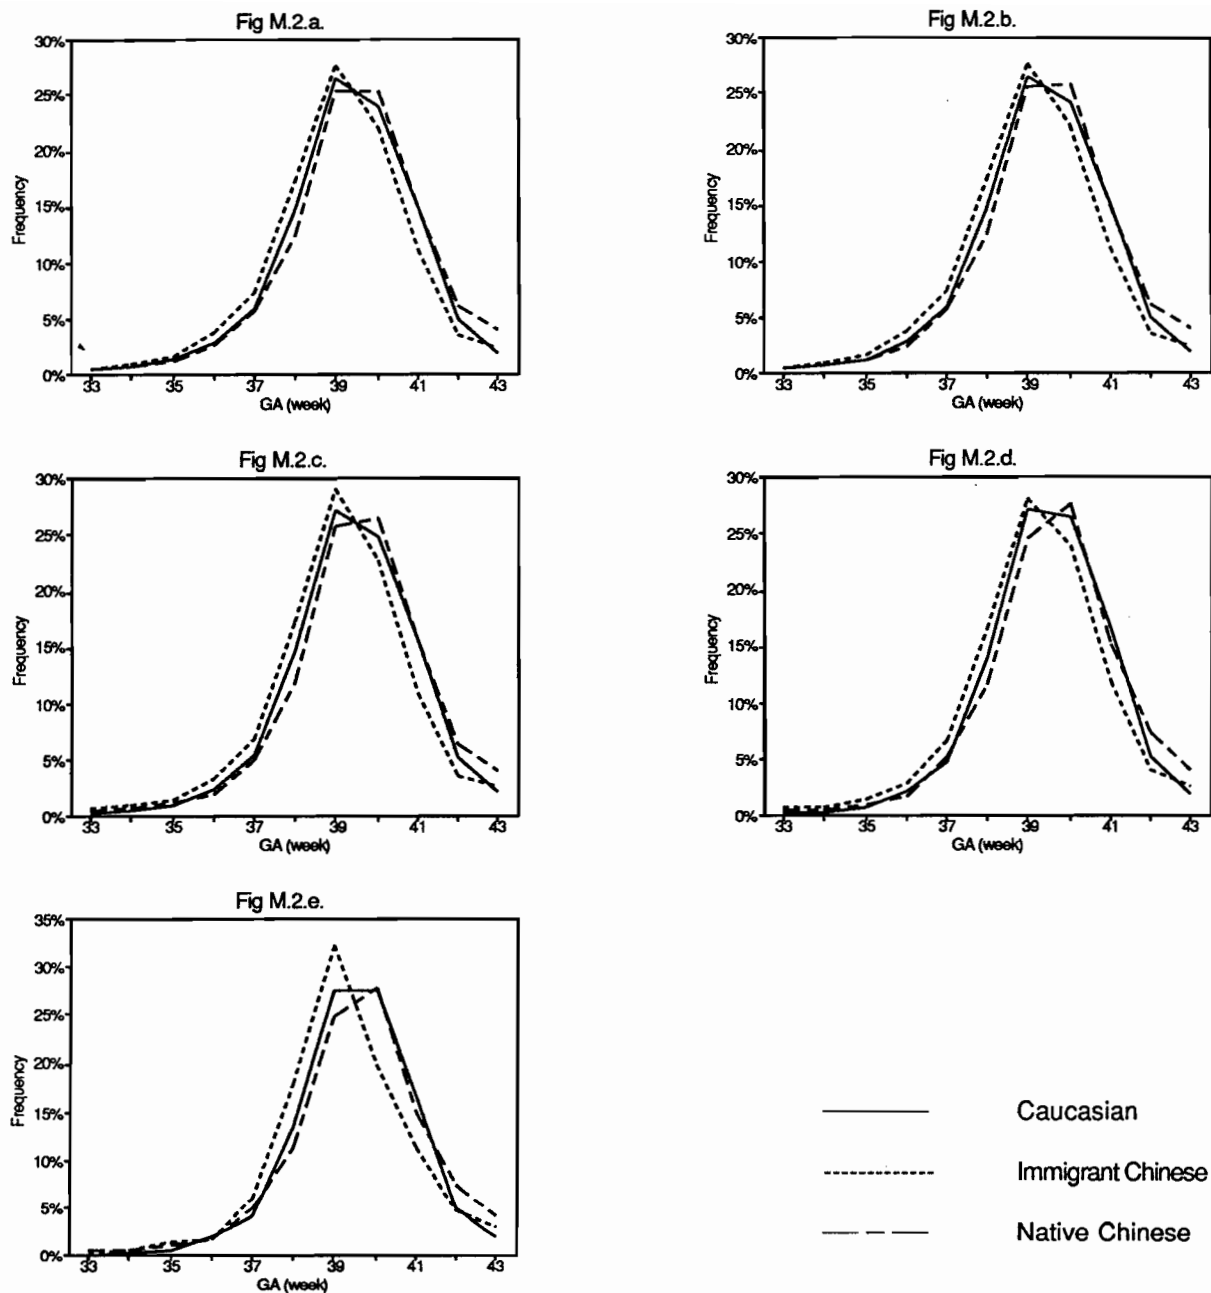 Fig M.2.a.
30%
25%
20%
15%
10%
5%
0%
Frequency
33 35 37 39 41 43
GA (week)
Fig M.2.b.
30%
25%
20%
15%
10%
5%
0%
Frequency
33 35 37 39 41 43
GA (week)
Fig M.2.c.
30%
25%
20%
15%
10%
5%
0%
Frequency
33 35 37 39 41 43
GA (week)
Fig M.2.d.
30%
25%
20%
15%
10%
5%
0%
Frequency
33 35 37 39 41 43
GA (week)
Fig M.2.e.
35%
30%
25%
20%
15%
10%
5%
0%
Frequency
33 35 37 39 41 43
GA (week)
Caucasian
Immigrant Chinese
Native Chinese